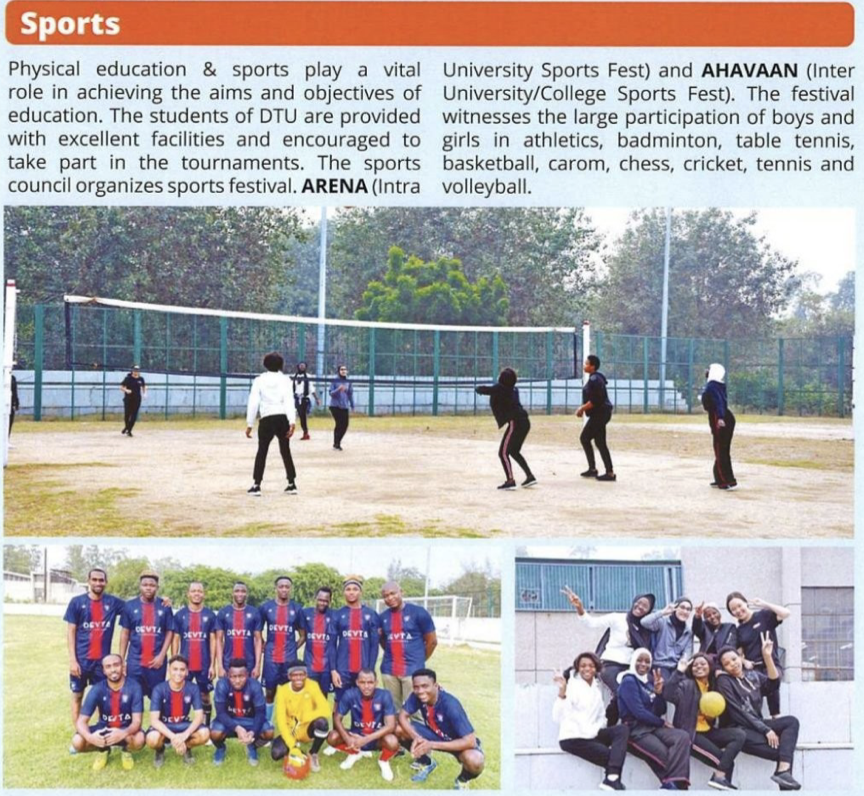 Sports
Physical education & sports play a vital
role in achieving the aims and objectives of
education. The students of DTU are provided
with excellent facilities and encouraged to
take part in the tournaments. The sports
council organizes sports festival. ARENA (Intra
University Sports Fest) and AHAVAAN (Inter
University/College Sports Fest). The festival
witnesses the large participation of boys and
girls in athletics, badminton, table tennis,
basketball, carom, chess, cricket, tennis and
volleyball.
DEVTA
DEVTA
DEVTA
DEVTA
DEVTA
DEVTA
DEVTA
DEVTA
DEVTA
DEVTA